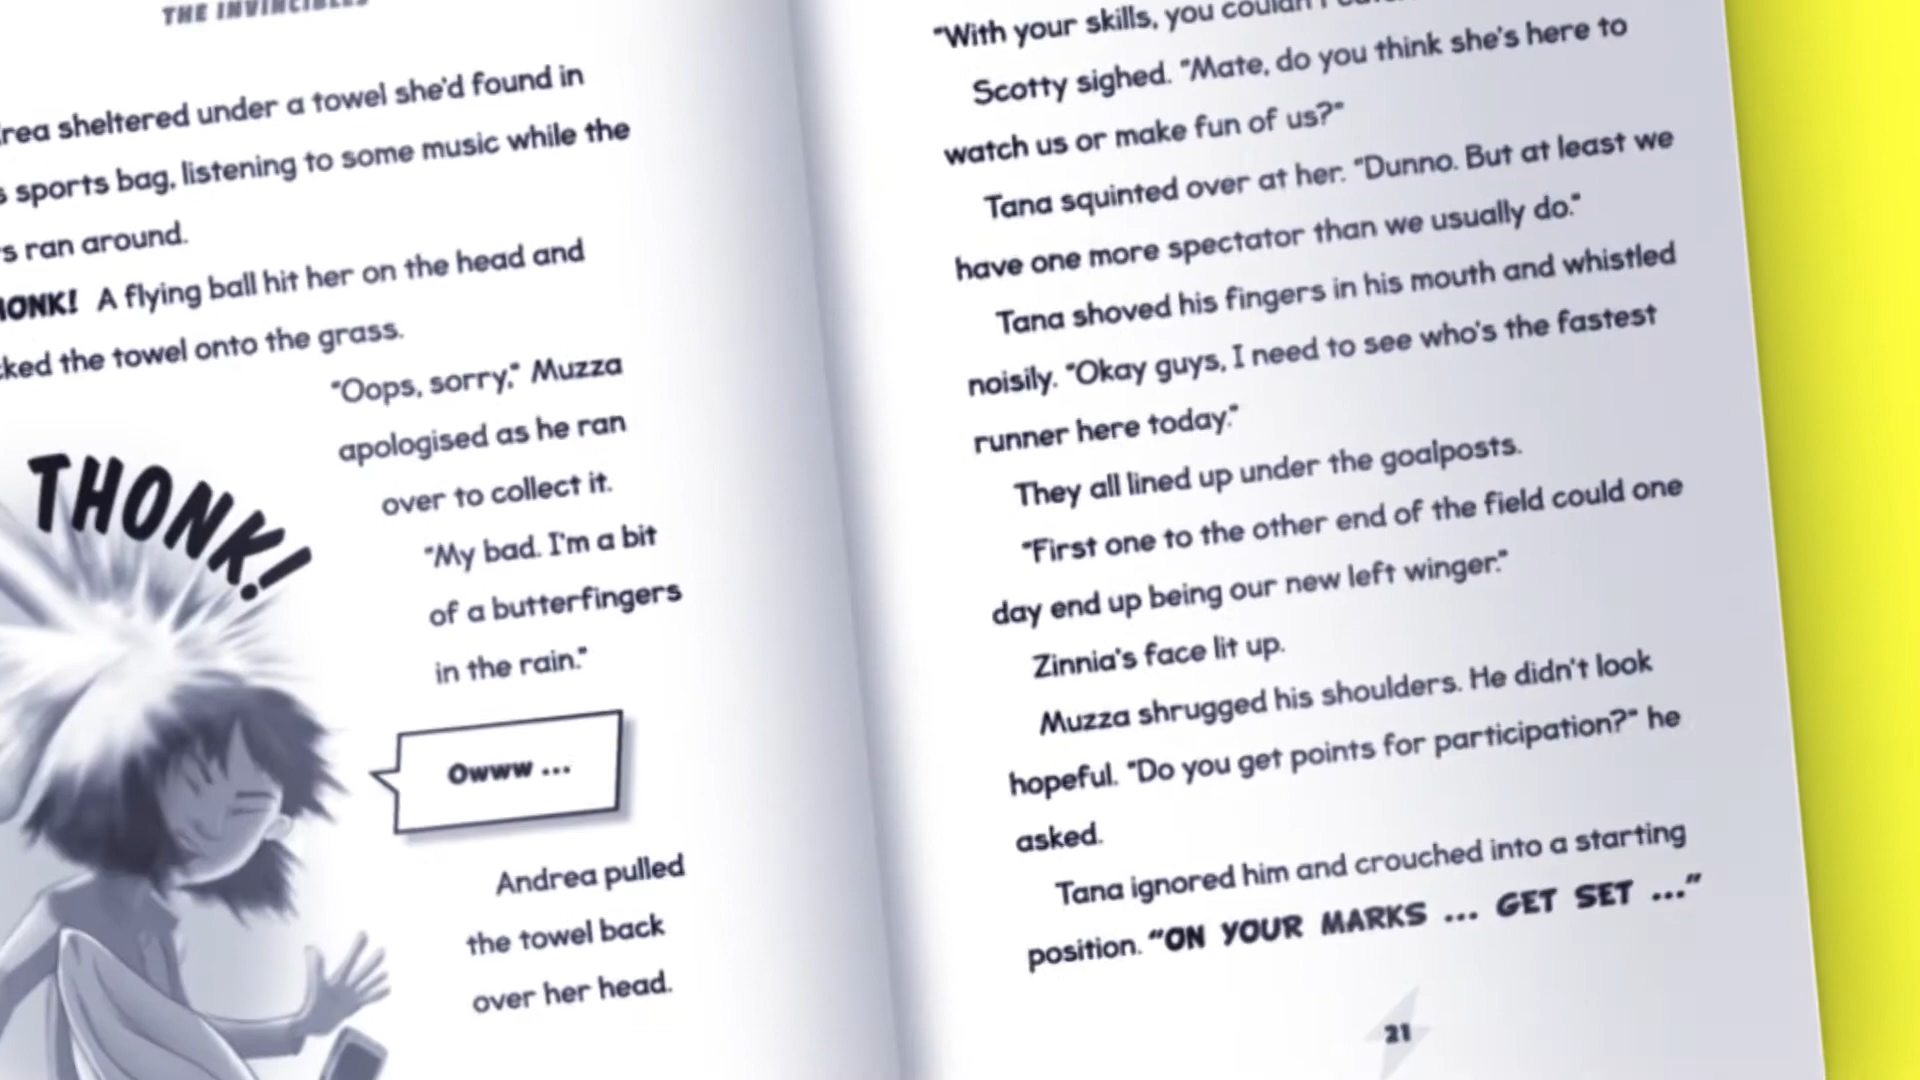 THE INVINCIBLES
sheltered under a towel she'd found in
sports bag, listening to some music while the
ran around.
A flying ball hit her on the head and
the towel onto the grass.
"Oops, sorry," Muzza
apologised as he ran
over to collect it.
"My bad. I'm a bit
of a butterfingers
in the rain."
THONK!
Owww ...
Andrea pulled
the towel back
over her head.
"With your skills, you couldn't
Scotty sighed. "Mate, do you think she's here to
watch us or make fun of us?"
Tana squinted over at her. "Dunno. But at least we
have one more spectator than we usually do."
Tana shoved his fingers in his mouth and whistled
noisily. "Okay guys, I need to see who's the fastest
runner here today."
They all lined up under the goalposts.
"First one to the other end of the field could one
day end up being our new left winger."
Zinnia's face lit up.
Muzza shrugged his shoulders. He didn't look
hopeful. "Do you get points for participation?" he
asked.
Tana ignored him and crouched into a starting
position. "ON YOUR MARKS ... GET SET ..."
21